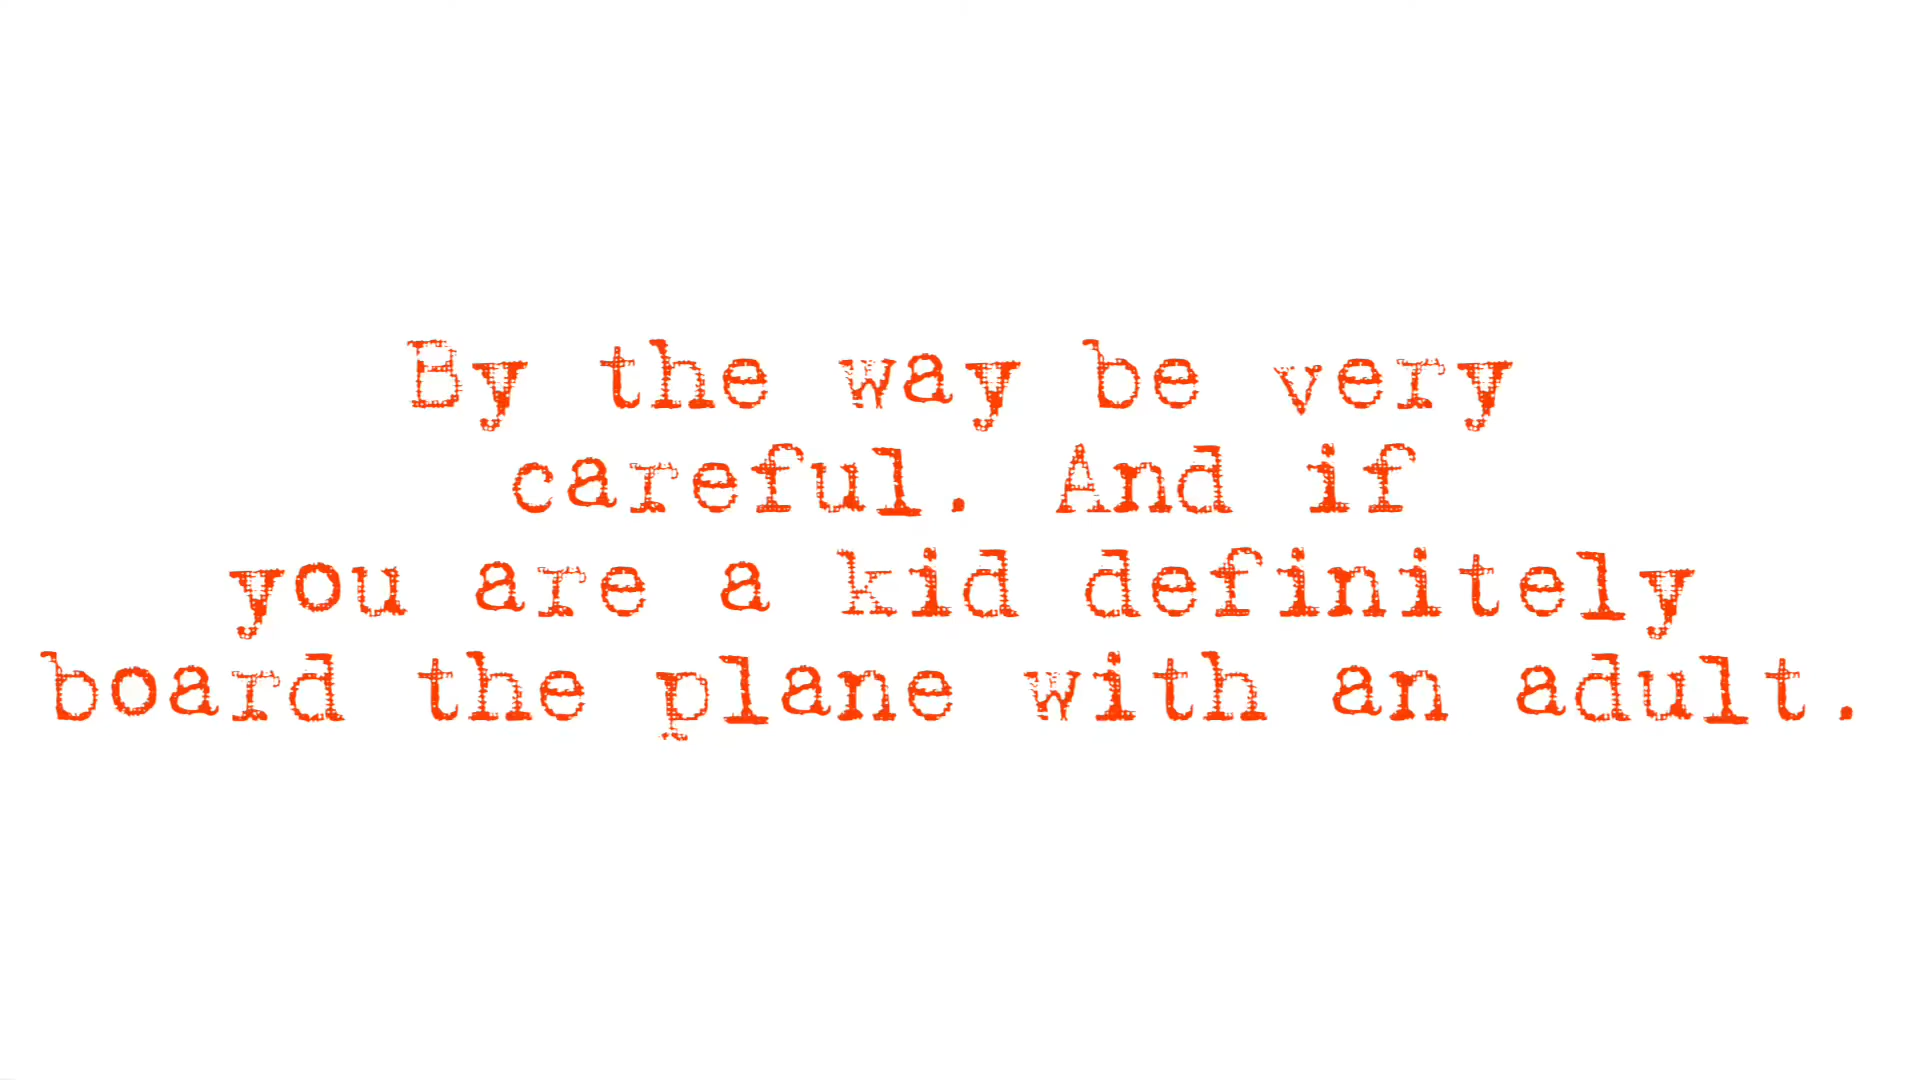 By the way be very
careful. And if
you are a kid definitely
board the plane with an adult.